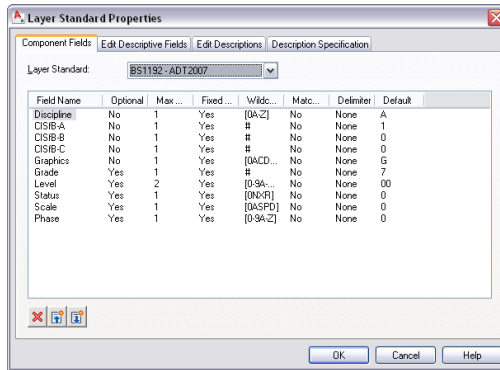 Layer Standard Properties
Component Fields Edit Descriptive Fields Edit Descriptions Description Specification
Layer Standard: BS1192 - ADT2007
Field Name Optional Max ... Fixed ... Wildc... Matc... Delimiter Default
Discipline No 1 Yes [0A-Z] No None A
CISfB-A No 1 Yes # No None 1
CISfB-B No 1 Yes # No None 0
CISfB-C No 1 Yes # No None 0
Graphics No 1 Yes [0ACD... No None G
Grade Yes 1 Yes # No None 7
Level Yes 2 Yes [0-9A-... No None 00
Status Yes 1 Yes [0NXR] No None 0
Scale Yes 1 Yes [0ASPD] No None 0
Phase Yes 1 Yes [0-9A-Z] No None 0
OK Cancel Help